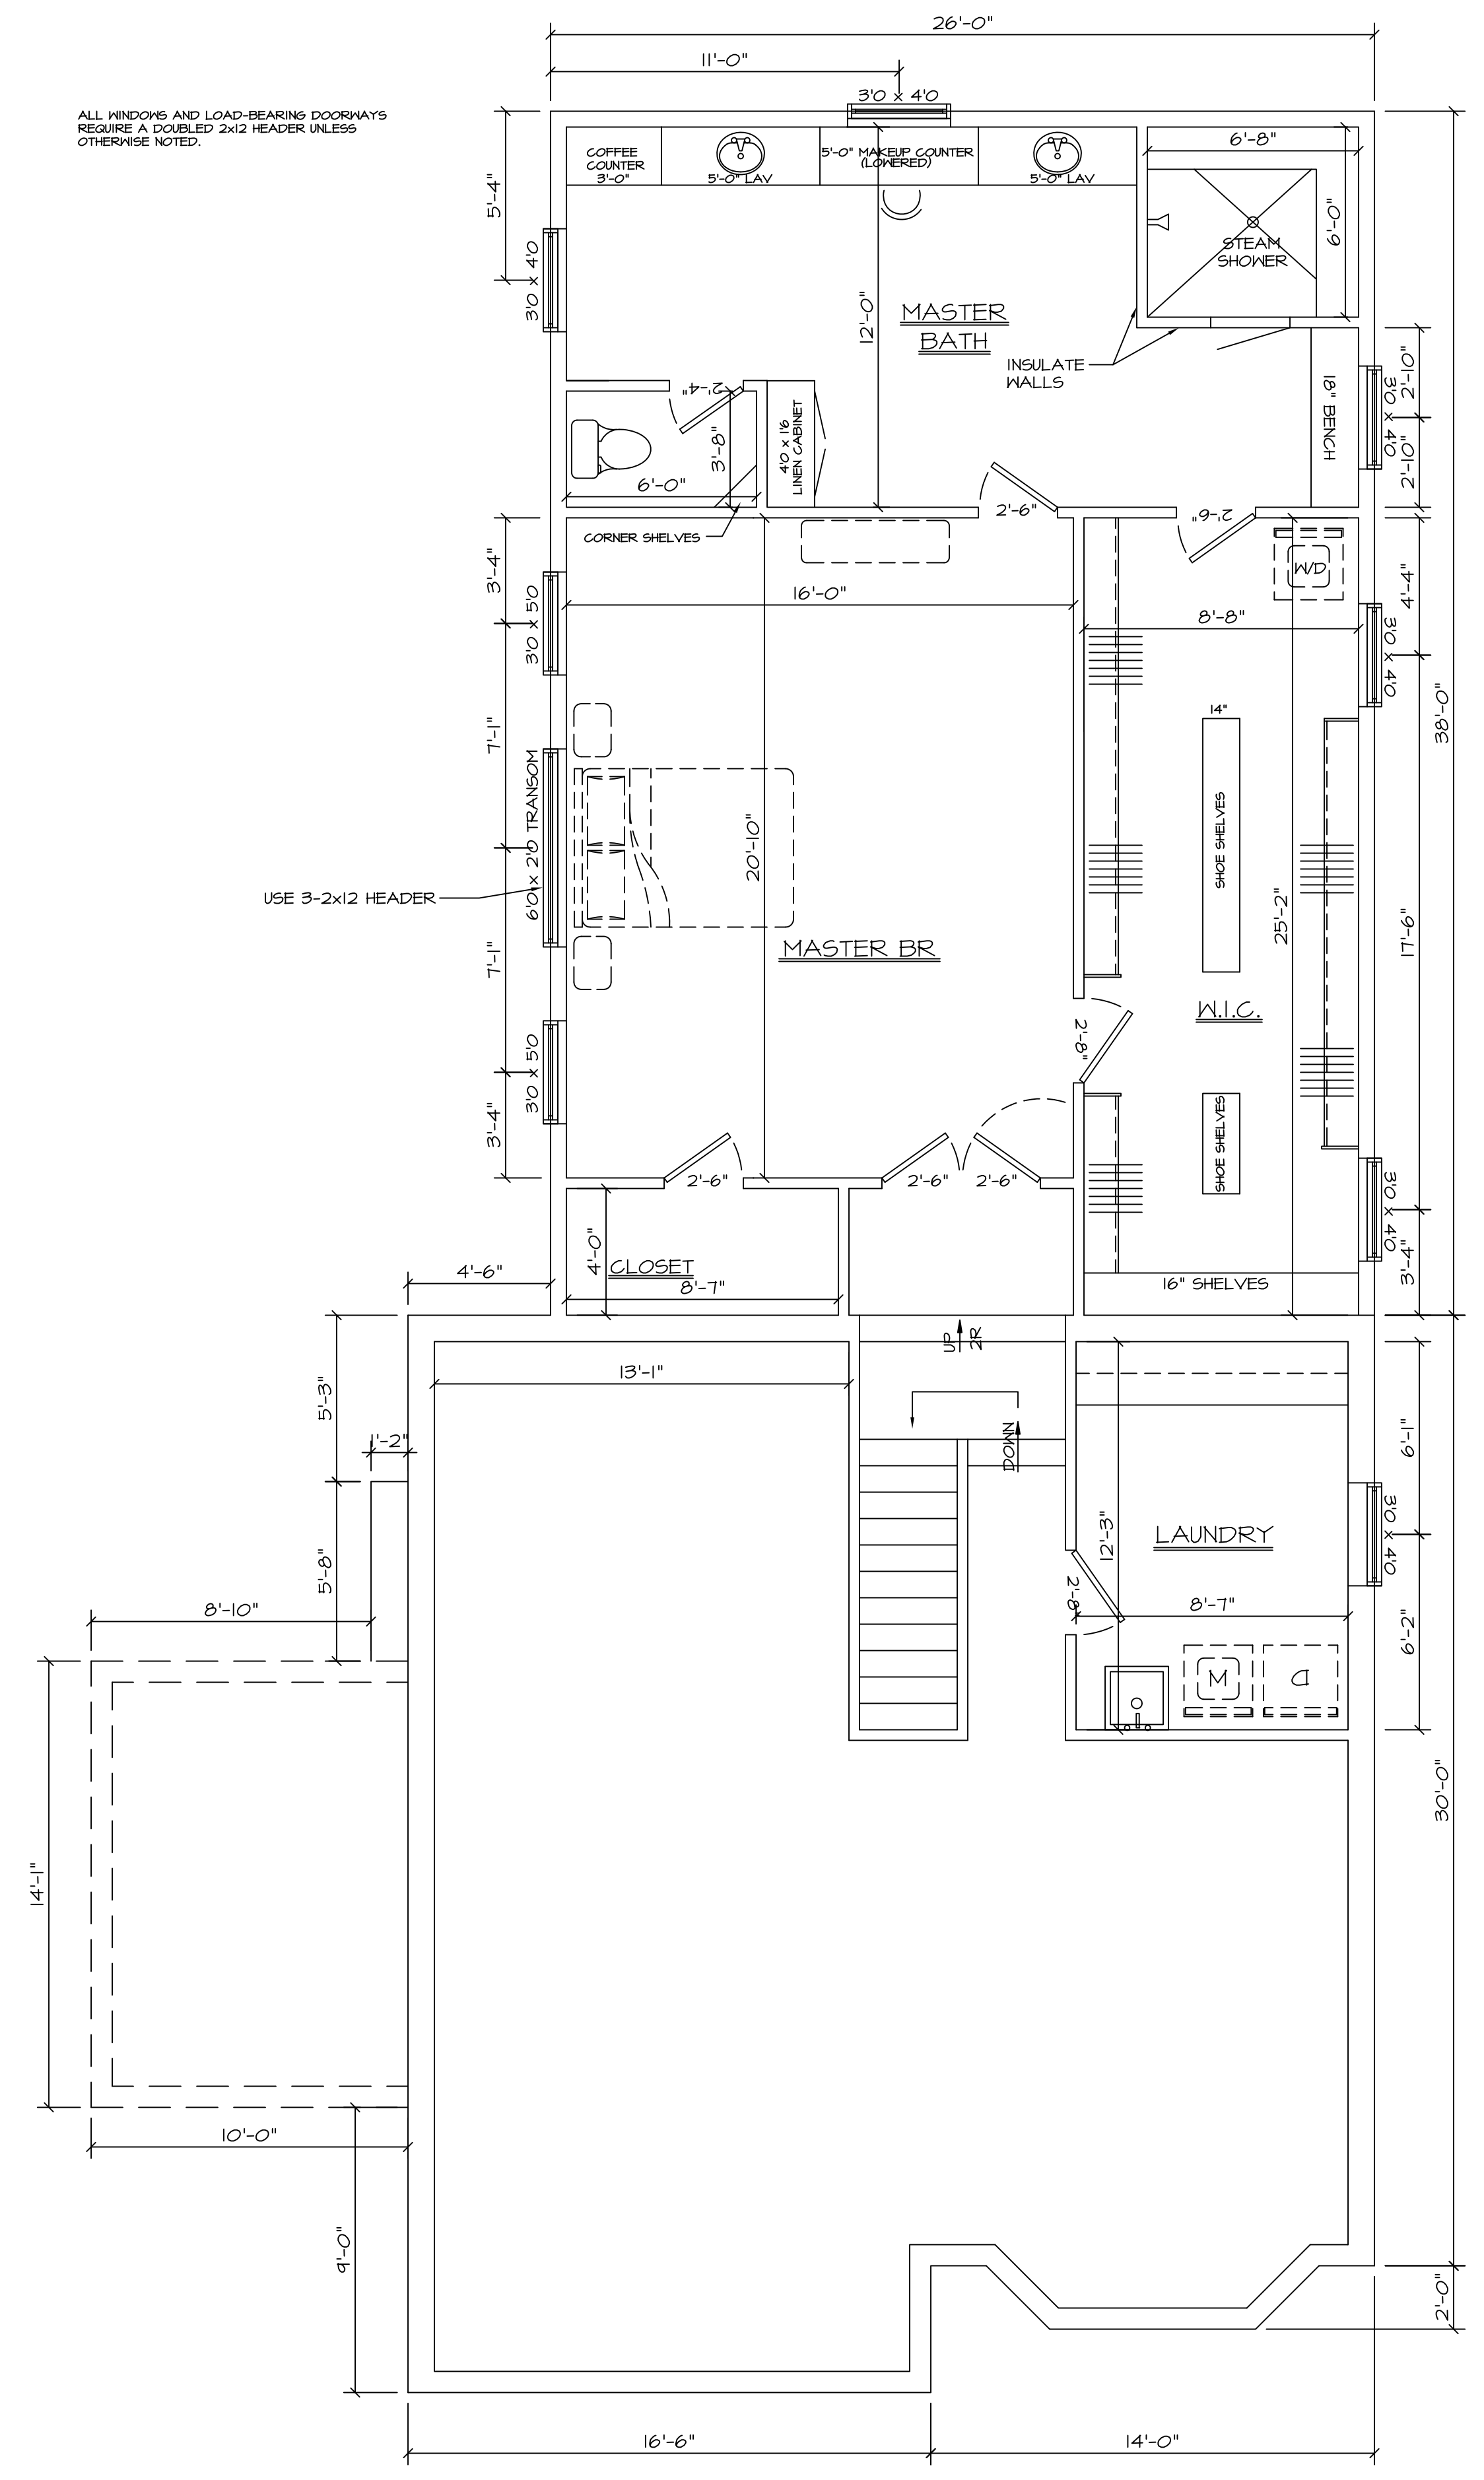 26'-0"
11'-0"
3'0 x 4'0
ALL WINDOWS AND LOAD-BEARING DOORWAYS
REQUIRE A DOUBLED 2x12 HEADER UNLESS
OTHERWISE NOTED.
COFFEE
COUNTER
3'-0"
5'-0" LAV
5'-0" MAKEUP COUNTER
(LOWERED)
5'-0" LAV
6'-8"
5'-4"
3'0 x 4'0
6'-0"
STEAM
SHOWER
12'-0"
MASTER
BATH
INSULATE
WALLS
2'-10"
3'0 x 4'0
2'-10"
18" BENCH
2'-4"
3'-8"
6'-0"
4'0 x 1'6
LINEN CABINET
CORNER SHELVES
2'-6"
2'-6"
W/D
3'-4"
3'0 x 5'0
16'-0"
8'-8"
4'-4"
3'0 x 4'0
38'-0"
7'-1"
14"
SHOE SHELVES
6'0 x 2'0 TRANSOM
20'-10"
USE 3-2x12 HEADER
25'-2"
17'-6"
MASTER BR
7'-1"
W.I.C.
2'-8"
3'0 x 5'0
3'-4"
SHOE SHELVES
2'-6"
2'-6"
2'-6"
3'0 x 4'0
3'-4"
4'-0"
CLOSET
8'-7"
4'-6"
16" SHELVES
UP
2R
13'-1"
5'-3"
1'-2"
DOWN
6'-1"
12'-3"
LAUNDRY
3'0 x 4'0
5'-8"
2'-8"
8'-7"
6'-2"
8'-10"
M
D
30'-0"
14'-1"
10'-0"
9'-0"
2'-0"
16'-6"
14'-0"